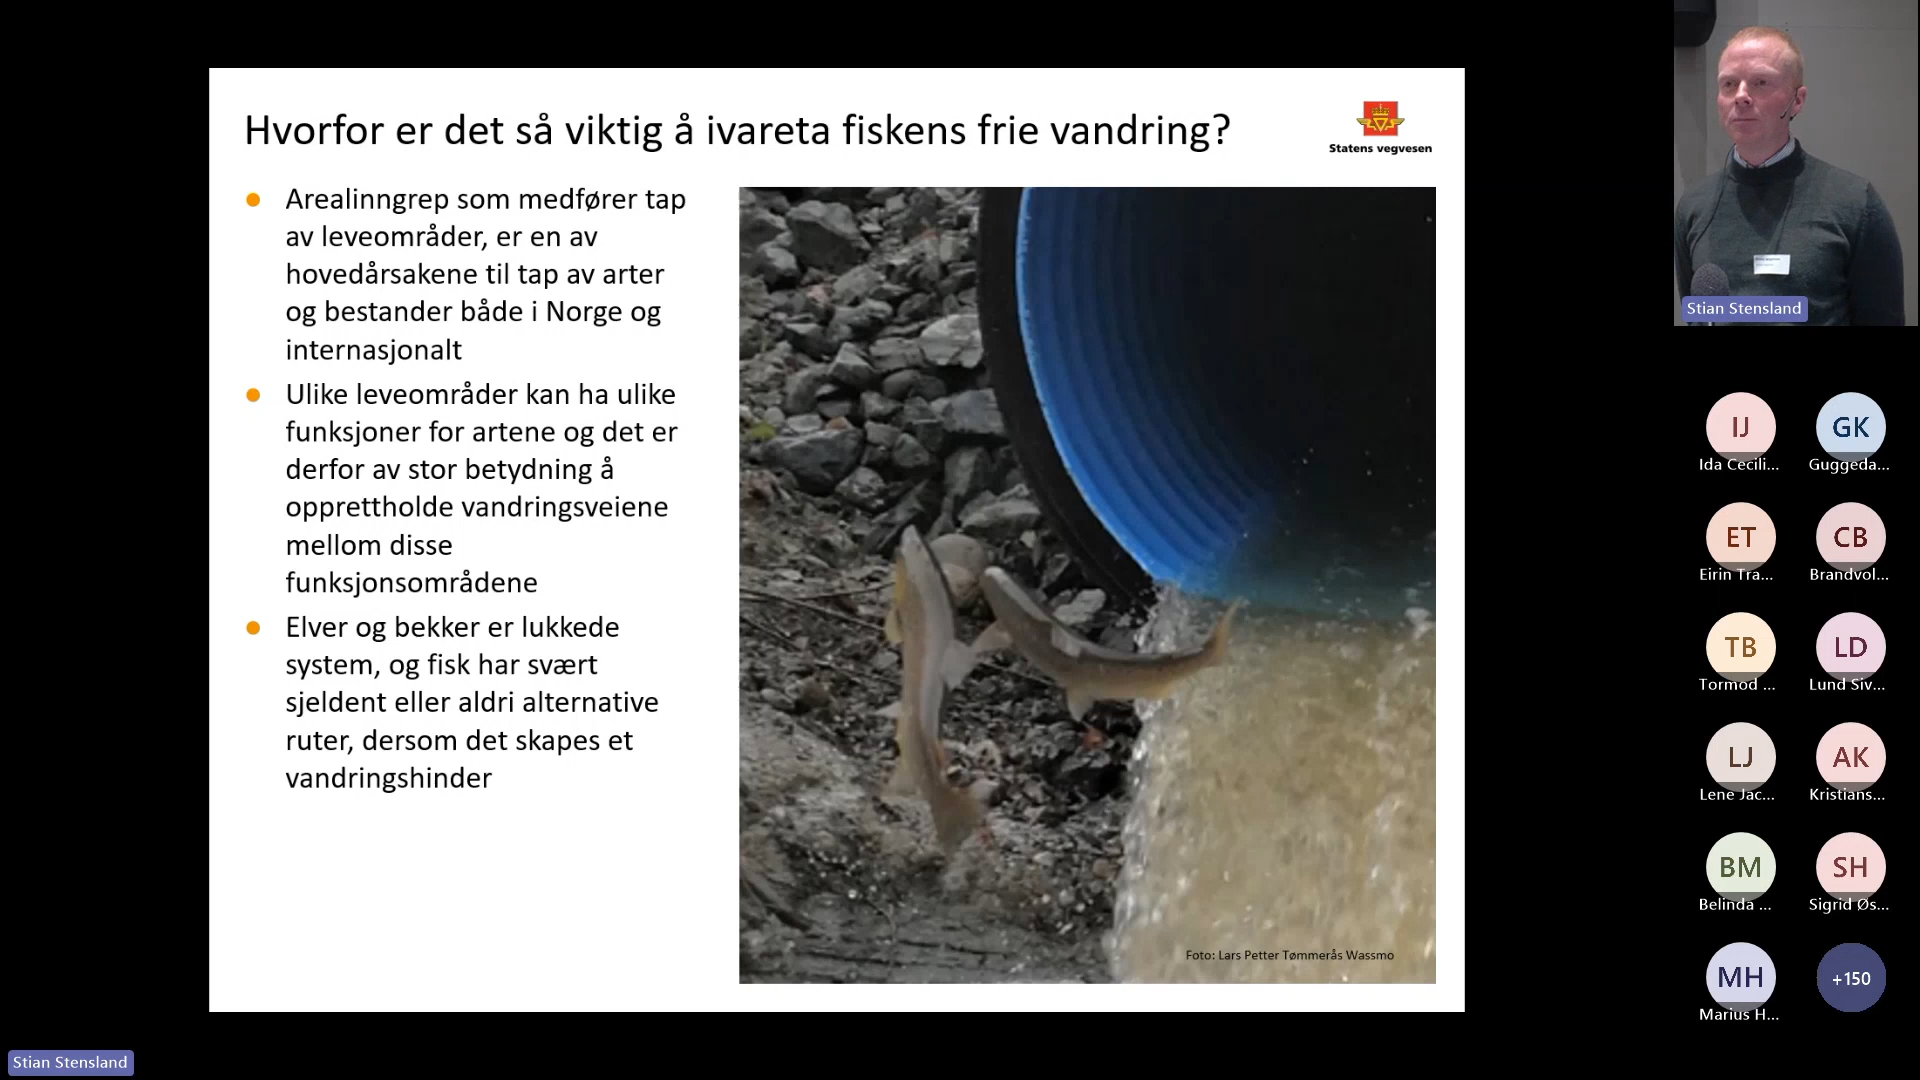 Hvorfor er det så viktig å ivareta fiskens frie vandring?
Statens vegvesen
Arealinngrep som medfører tap
av leveområder, er en av
hovedårsakene til tap av arter
og bestander både i Norge og
internasjonalt
Ulike leveområder kan ha ulike
funksjoner for artene og det er
derfor av stor betydning å
opprettholde vandringsveiene
mellom disse
funksjonsområdene
Elver og bekker er lukkede
system, og fisk har svært
sjeldent eller aldri alternative
ruter, dersom det skapes et
vandringshinder
Foto: Lars Petter Tømmerås Wassmo
Stian Stensland
IJ
Ida Cecili...
GK
Guggeda...
ET
Eirin Tra...
CB
Brandvol...
TB
Tormod ...
LD
Lund Siv...
LJ
Lene Jac...
AK
Kristians...
BM
Belinda ...
SH
Sigrid Øs...
MH
Marius H...
+150
Stian Stensland